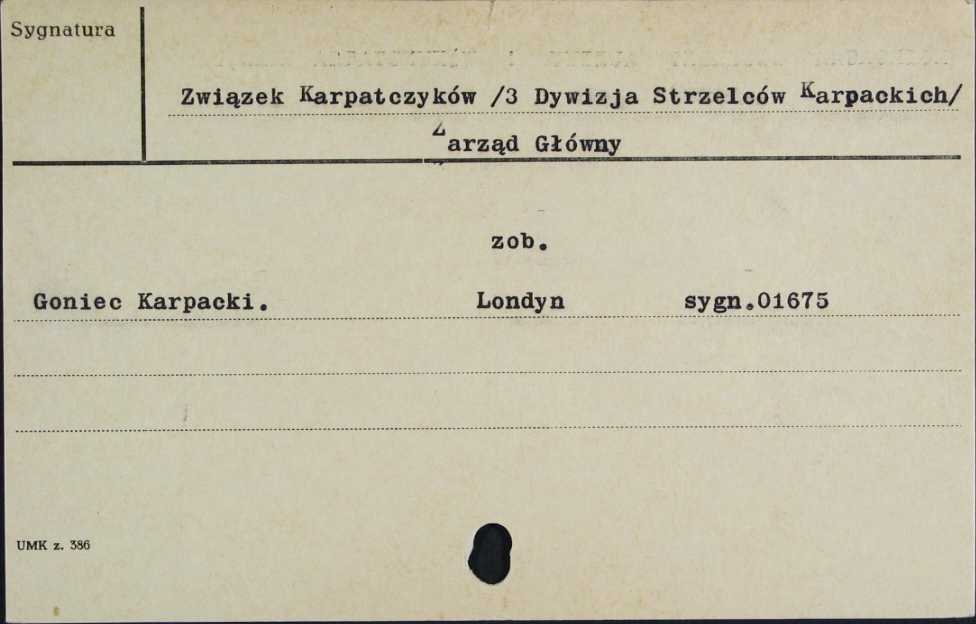 Sygnatura
Związek Karpatczyków /3 Dywizja Strzelców Karpackich/
Zarząd Główny
zob.
Goniec Karpacki. Londyn sygn.01675
UMK z. 386